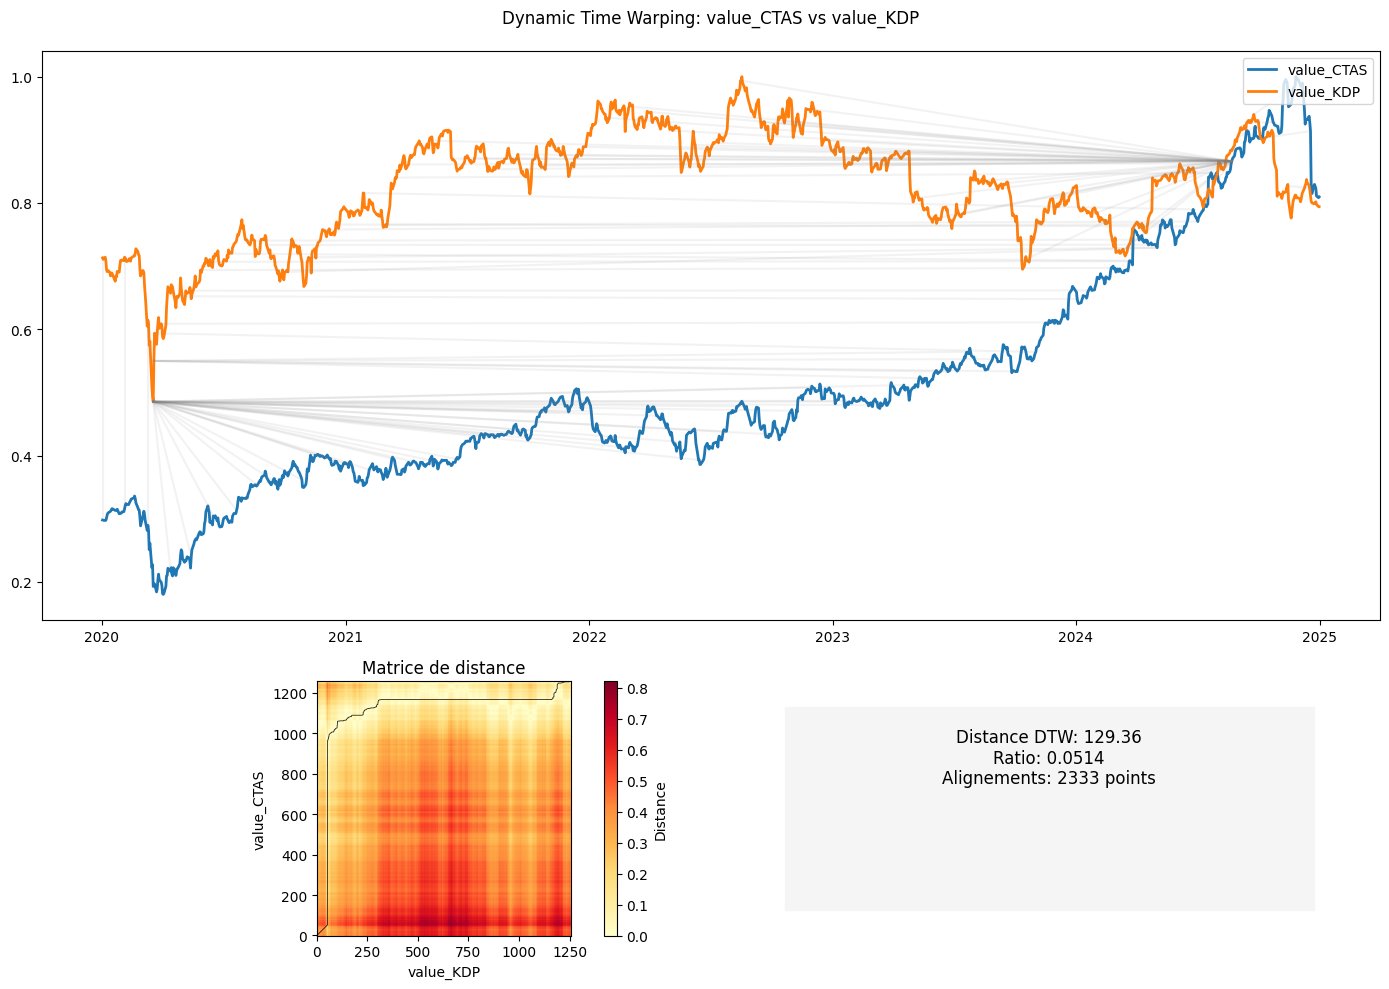 Dynamic Time Warping: value_CTAS vs value_KDP
value_CTAS
value_KDP
1.0
0.8
0.6
0.4
0.2
2020 2021 2022 2023 2024 2025
Matrice de distance
value_CTAS
1200
1000
800
600
400
200
0
0 250 500 750 1000 1250
value_KDP
0.8
0.7
0.6
0.5
0.4
0.3
0.2
0.1
0.0
Distance
Distance DTW: 129.36
Ratio: 0.0514
Alignements: 2333 points